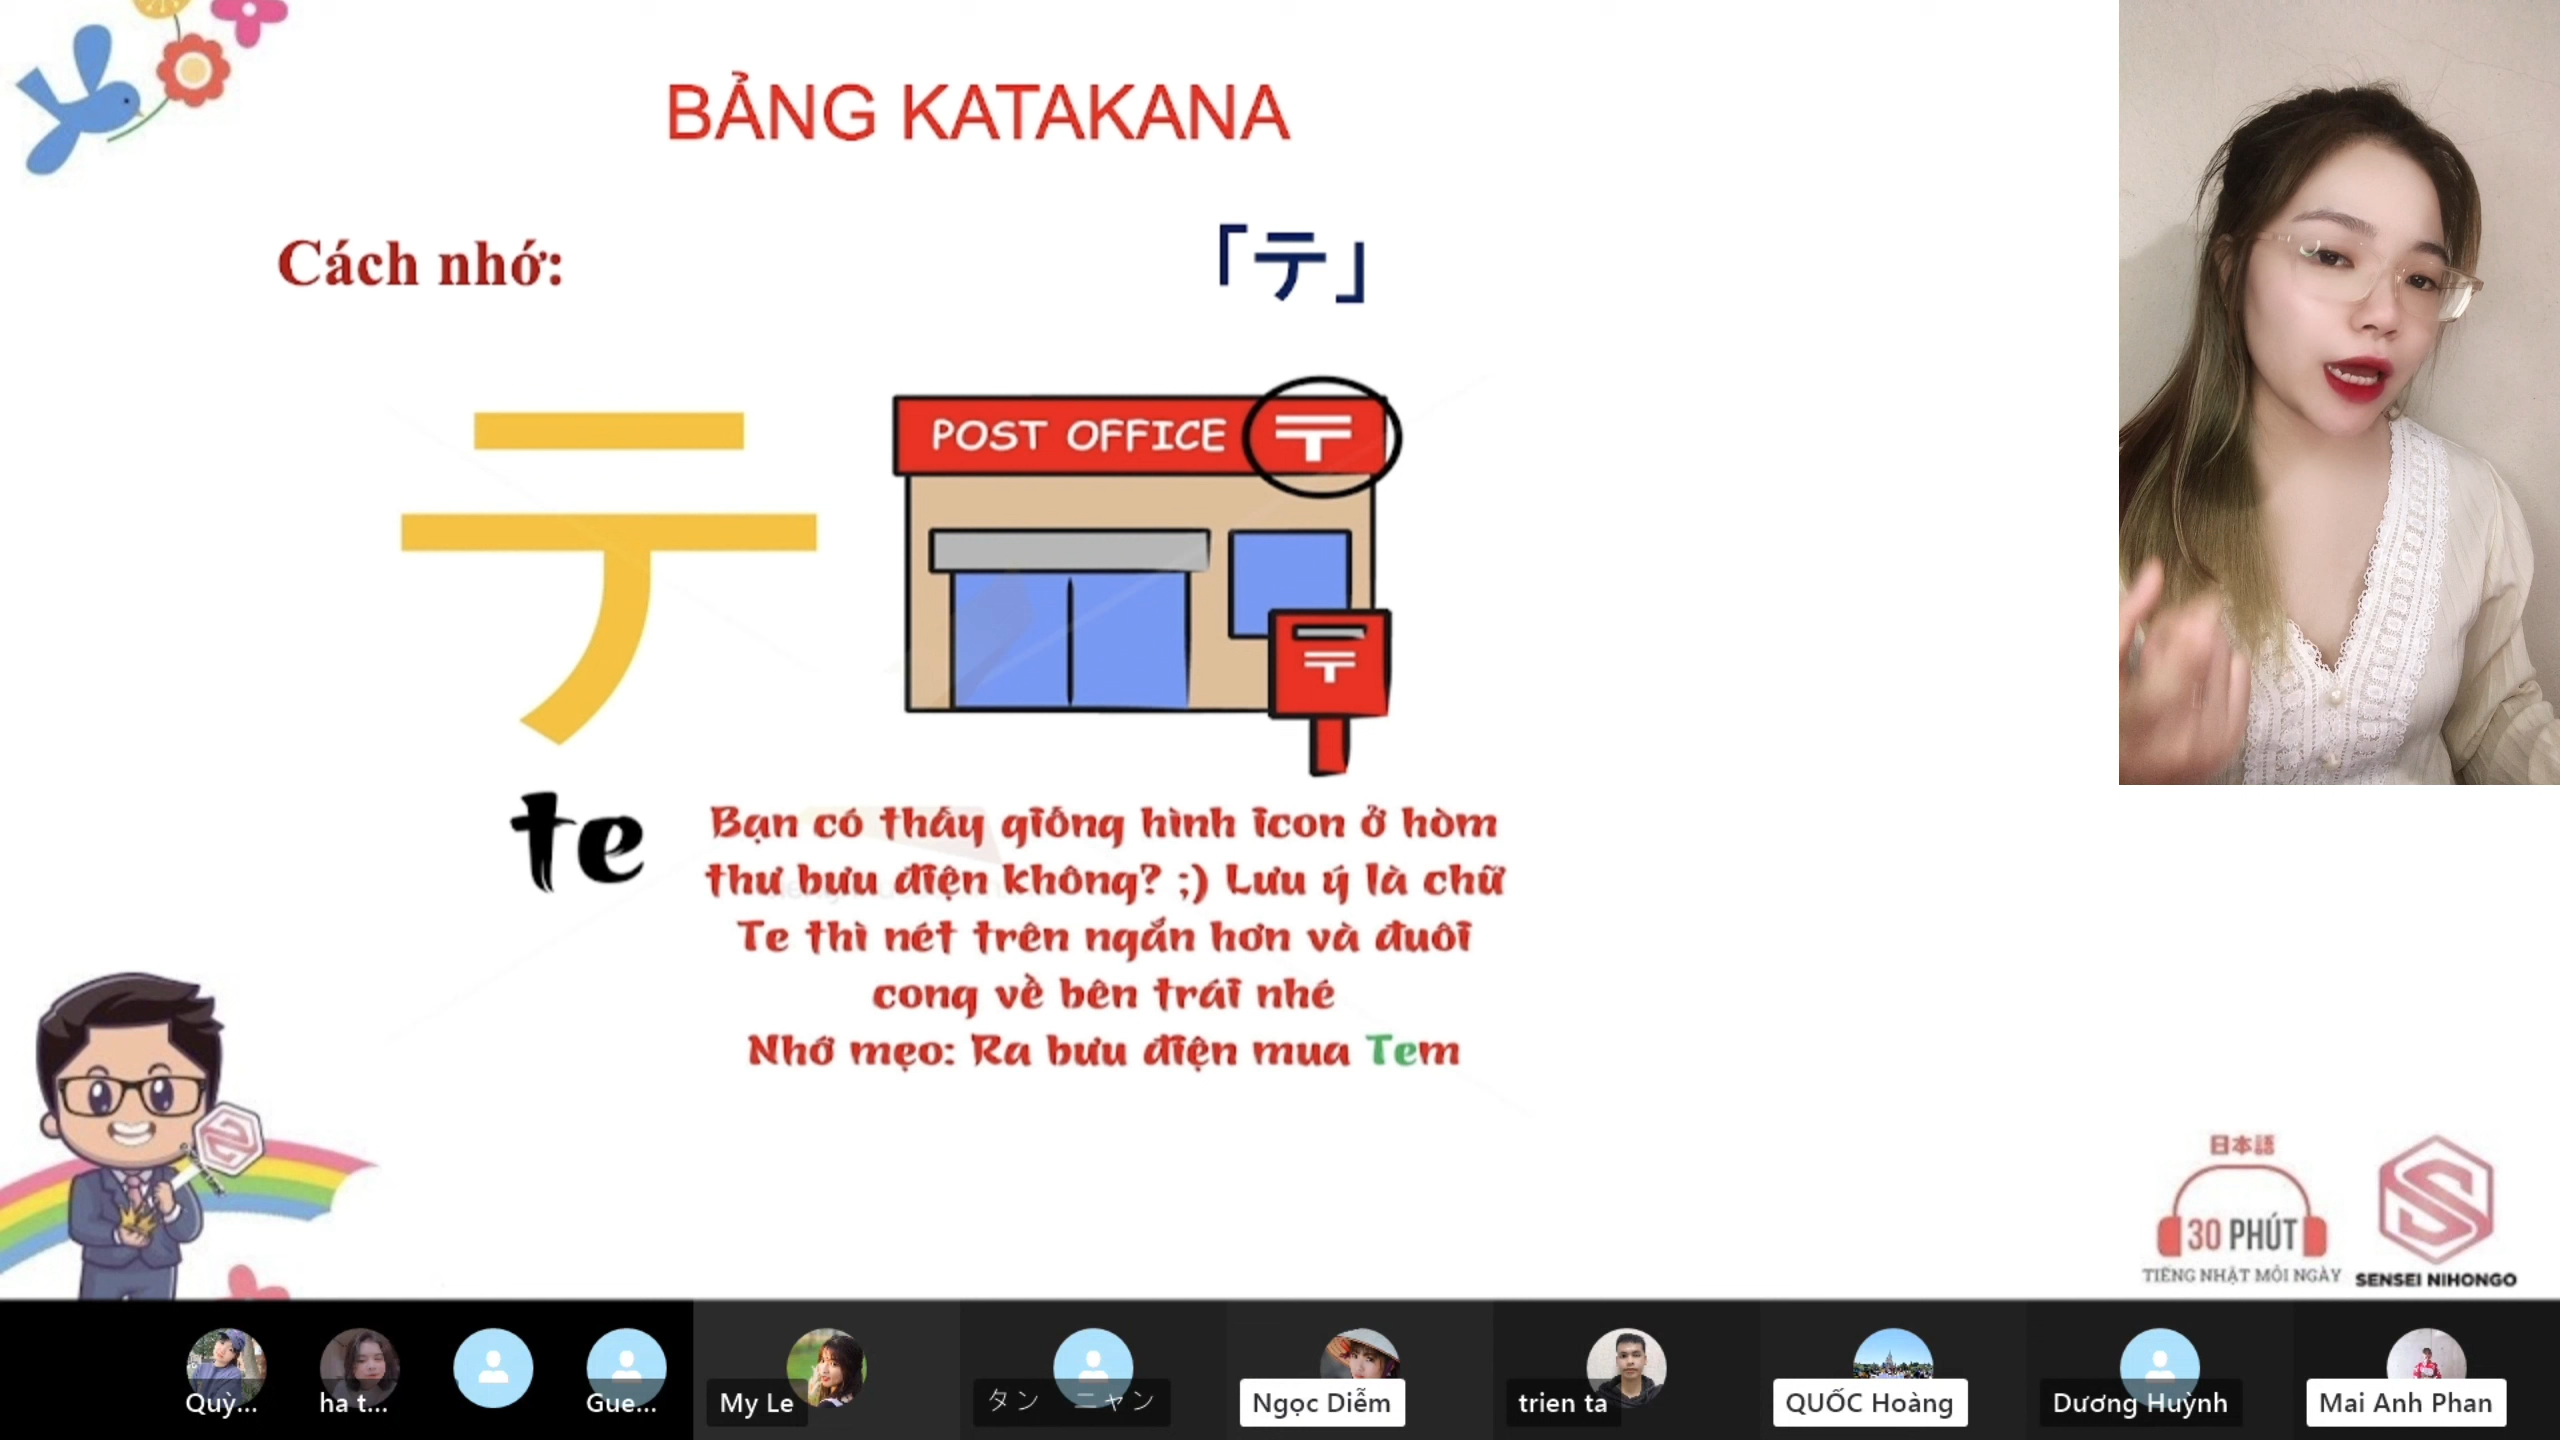 BẢNG KATAKANA
Cách nhớ:
「テ」
テ
POST OFFICE 〒
〒
te
Bạn có thấy giống hình icon ở hòm
thư bưu điện không? ;) Lưu ý là chữ
Te thì nét trên ngắn hơn và đuôi
cong về bên trái nhé
Nhớ mẹo: Ra bưu điện mua Tem
日本語
30 PHÚT
TIẾNG NHẬT MỖI NGÀY
SENSEI NIHONGO
Quỳ...
ha t...
Gue...
My Le
タン ニャン
Ngọc Diễm
trien ta
QUỐC Hoàng
Dương Huỳnh
Mai Anh Phan